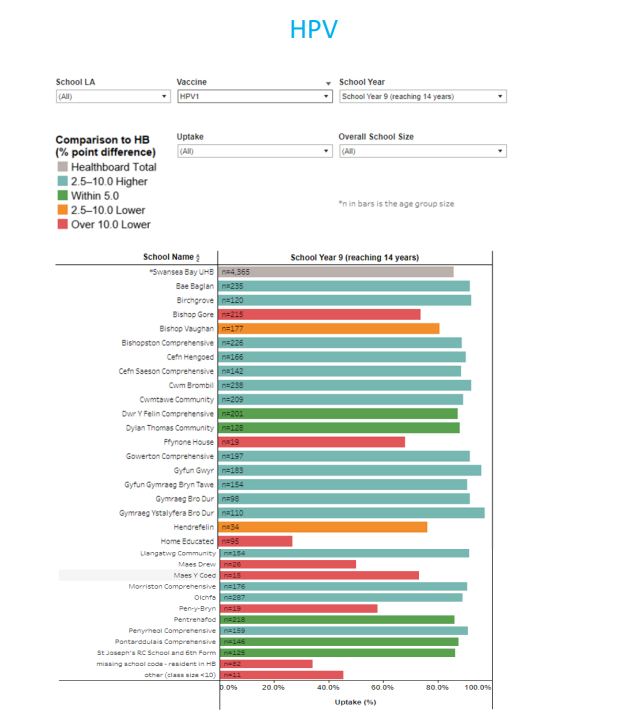 HPV
School LA
Vaccine
School Year
(All)
HPV1
School Year 9 (reaching 14 years)
Comparison to HB
(% point difference)
Uptake
Overall School Size
(All)
(All)
Healthboard Total
2.5–10.0 Higher
Within 5.0
2.5–10.0 Lower
Over 10.0 Lower
*n in bars is the age group size
School Name
School Year 9 (reaching 14 years)
*Swansea Bay UHB n=4,365
Bae Baglan n=235
Birchgrove n=120
Bishop Gore n=215
Bishop Vaughan n=177
Bishopston Comprehensive n=226
Cefn Hengoed n=166
Cefn Saeson Comprehensive n=142
Cwm Brombil n=238
Cwmtawe Community n=209
Dwr Y Felin Comprehensive n=201
Dylan Thomas Community n=128
Ffynone House n=19
Gowerton Comprehensive n=197
Gyfun Gwyr n=183
Gyfun Gymraeg Bryn Tawe n=154
Gymraeg Bro Dur n=98
Gymraeg Ystalyfera Bro Dur n=110
Hendrefelin n=34
Home Educated n=95
Llangatwg Community n=154
Maes Drew n=26
Maes Y Coed n=15
Morriston Comprehensive n=176
Olchfa n=287
Pen-y-Bryn n=19
Pentrehafod n=218
Penyrheol Comprehensive n=159
Pontarddulais Comprehensive n=146
St Joseph's RC School and 6th Form n=125
missing school code - resident in HB n=62
other (class size <10) n=11
0.0% 20.0% 40.0% 60.0% 80.0% 100.0%
Uptake (%)